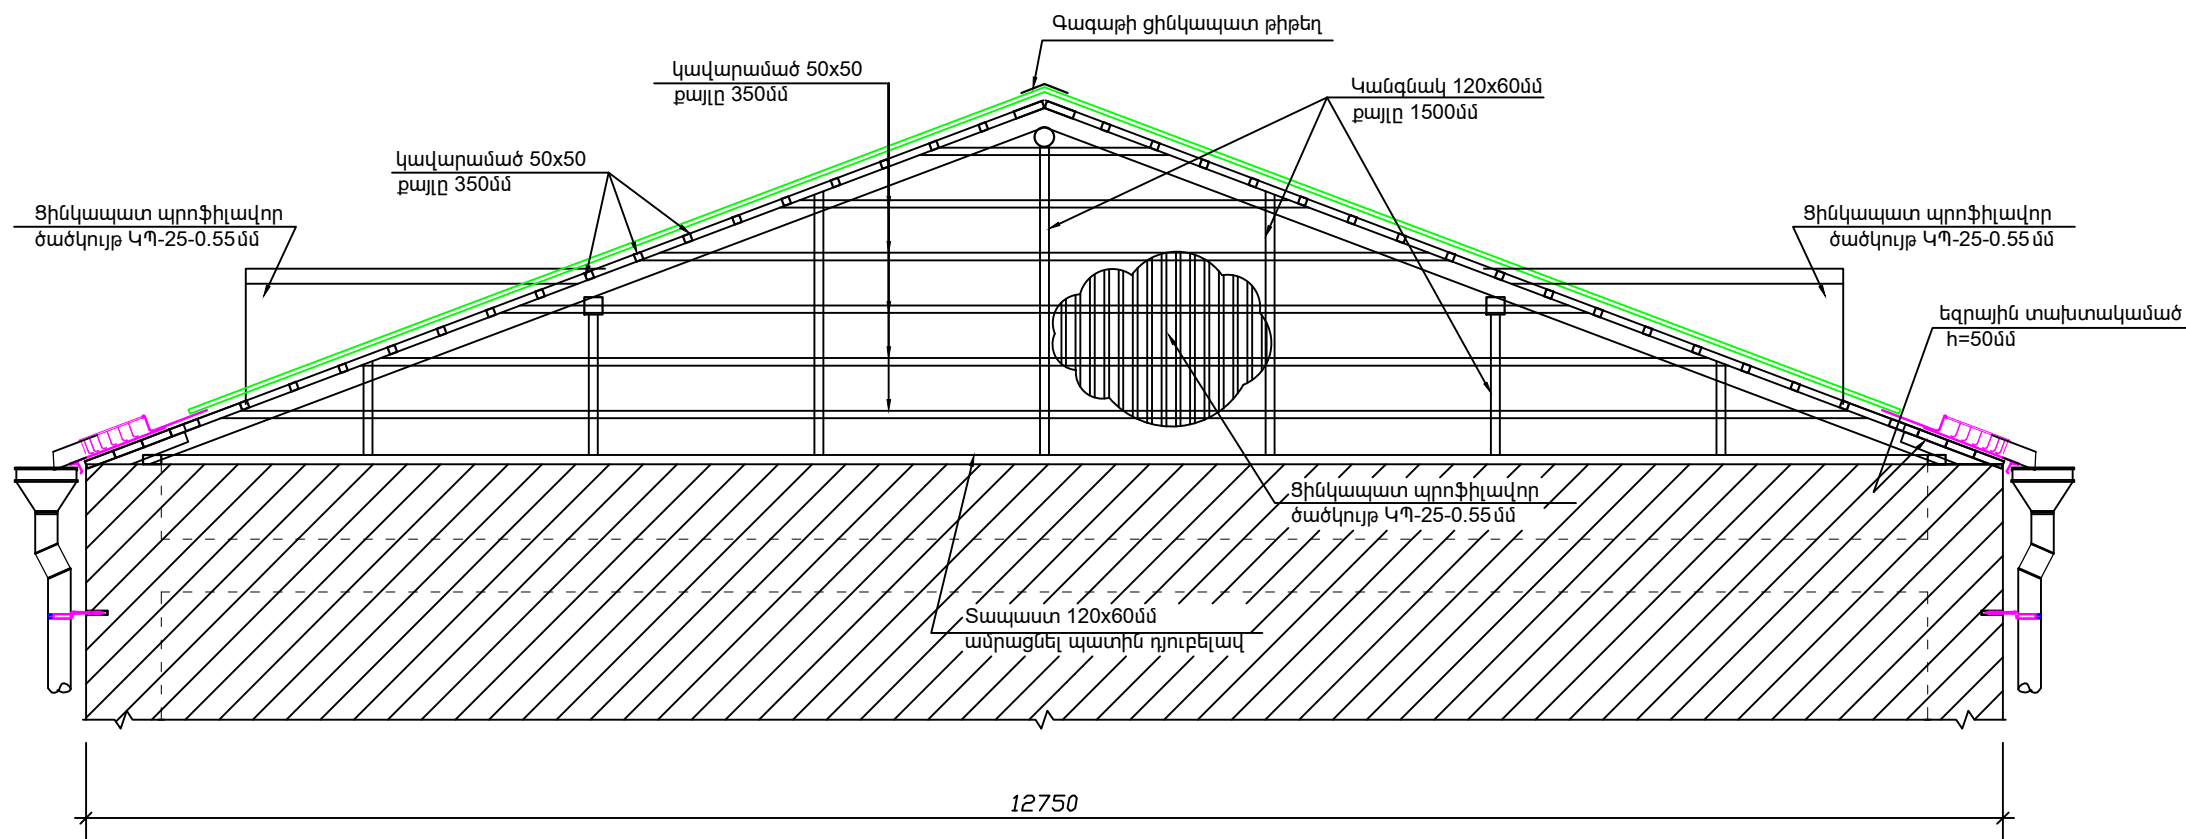 Գագաթի ցինկապատ թիթեղ
կավարամած 50x50
քայլը 350մմ
Կանգնակ 120x60մմ
քայլը 1500մմ
կավարամած 50x50
քայլը 350մմ
Ցինկապատ պրոֆիլավոր
ծածկույթ ԿՊ-25-0.55մմ
Ցինկապատ պրոֆիլավոր
ծածկույթ ԿՊ-25-0.55մմ
եզրային տախտակամած
h=50մմ
Ցինկապատ պրոֆիլավոր
ծածկույթ ԿՊ-25-0.55մմ
Տապաստ 120x60մմ
ամրացնել պատին դյուբելավ
12750